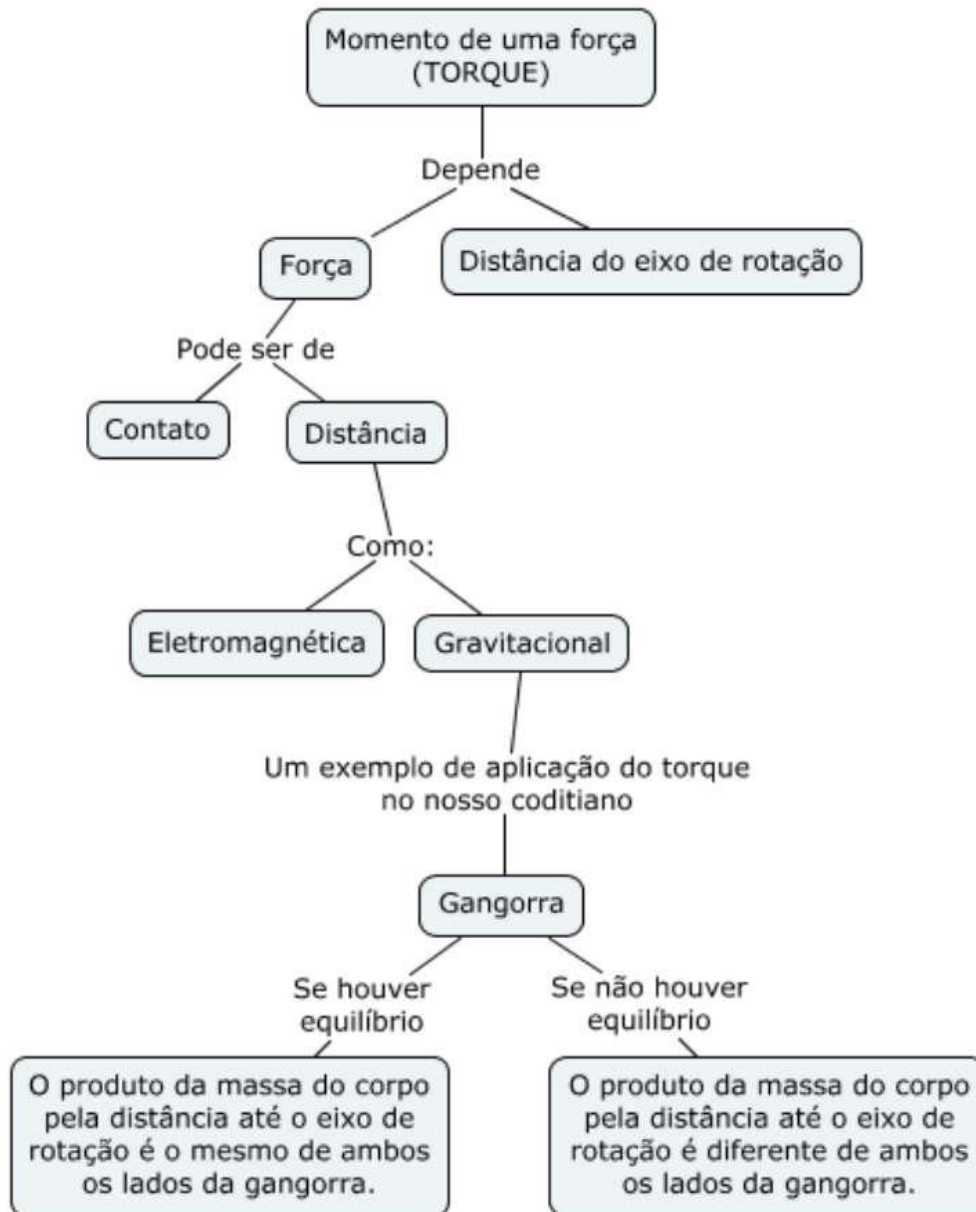 Momento de uma força
(TORQUE)
Depende
Força
Distância do eixo de rotação
Pode ser de
Contato
Distância
Como:
Eletromagnética
Gravitacional
Um exemplo de aplicação do torque
no nosso coditiano
Gangorra
Se houver
equilíbrio
Se não houver
equilíbrio
O produto da massa do corpo
pela distância até o eixo de
rotação é o mesmo de ambos
os lados da gangorra.
O produto da massa do corpo
pela distância até o eixo de
rotação é diferente de ambos
os lados da gangorra.